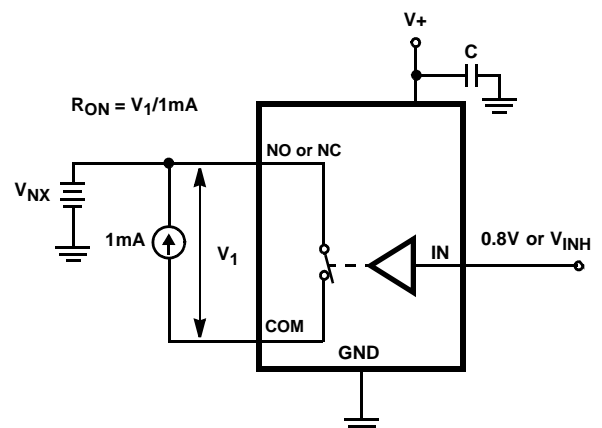 V+
C
RON = V1/1mA
NO or NC
VNX
1mA
V1
IN
0.8V or VINH
COM
GND